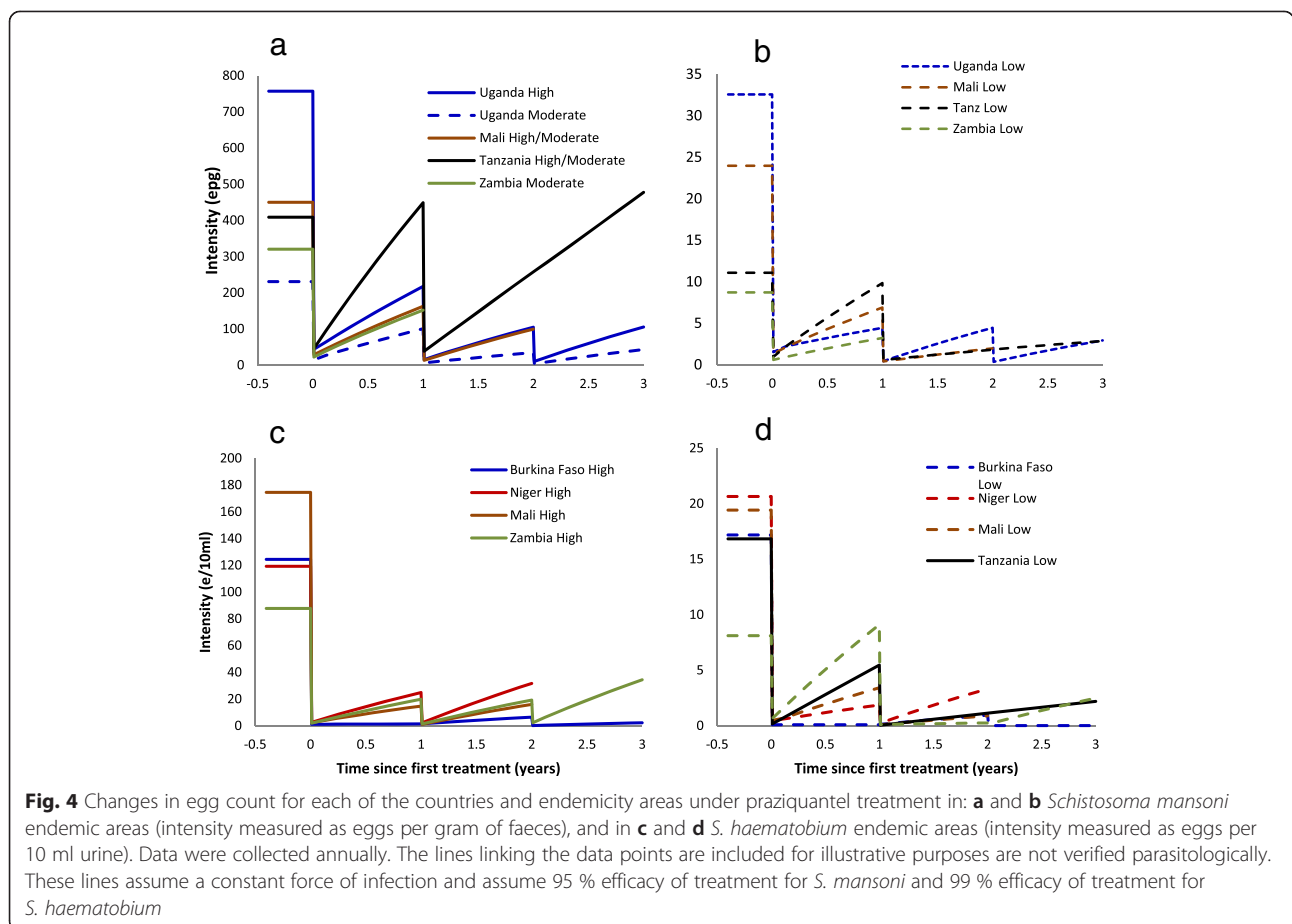 a
800
700
600
500
400
300
200
100
0
Intensity (epg)
-0.5 0 0.5 1 1.5 2 2.5 3
Uganda High
Uganda Moderate
Mali High/Moderate
Tanzania High/Moderate
Zambia Moderate
b
35
30
25
20
15
10
5
0
-0.5 0 0.5 1 1.5 2 2.5 3
Uganda Low
Mali Low
Tanz Low
Zambia Low
c
200
180
160
140
120
100
80
60
40
20
0
Intensity (e/10ml)
-0.5 0 0.5 1 1.5 2 2.5 3
Time since first treatment (years)
Burkina Faso High
Niger High
Mali High
Zambia High
d
25
20
15
10
5
0
-0.5 0 0.5 1 1.5 2 2.5 3
Time since first treatment (years)
Burkina Faso
Low
Niger Low
Mali Low
Tanzania Low
Fig. 4 Changes in egg count for each of the countries and endemicity areas under praziquantel treatment in: a and b Schistosoma mansoni
endemic areas (intensity measured as eggs per gram of faeces), and in c and d S. haematobium endemic areas (intensity measured as eggs per
10 ml urine). Data were collected annually. The lines linking the data points are included for illustrative purposes are not verified parasitologically.
These lines assume a constant force of infection and assume 95 % efficacy of treatment for S. mansoni and 99 % efficacy of treatment for
S. haematobium